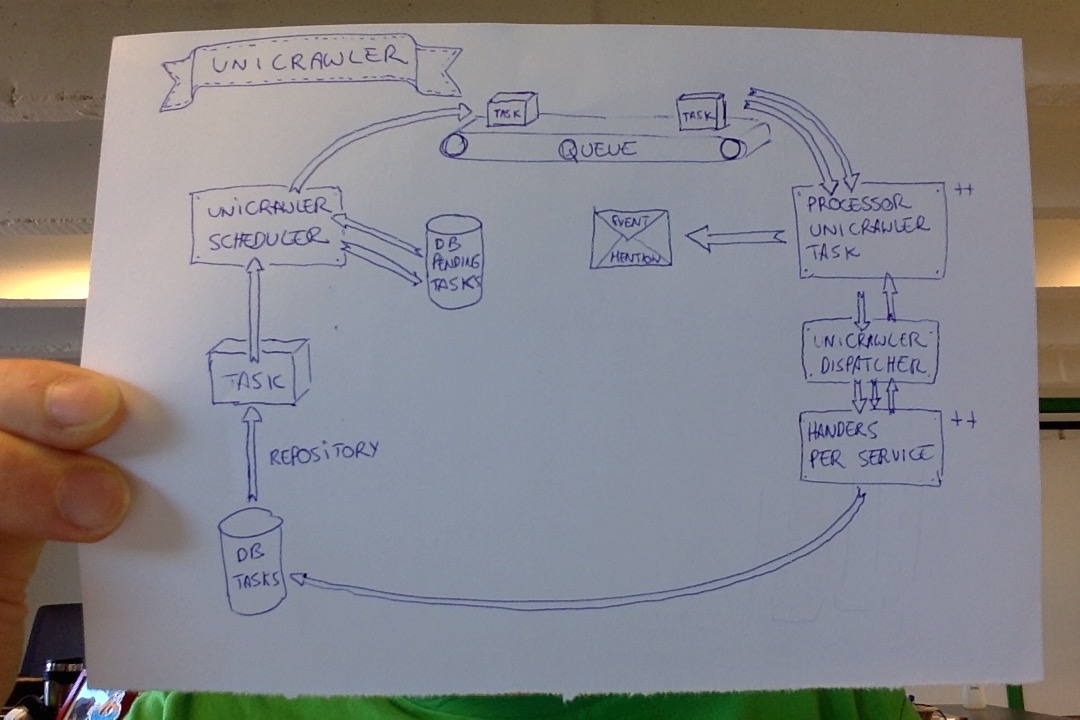 UNICRAWLER
TASK
TASK
QUEUE
UNICRAWLER
SCHEDULER
DB
PENDING
TASKS
EVENT
MENTION
PROCESSOR
UNICRAWLER
TASK
++
UNICRAWLER
DISPATCHER
TASK
HANDERS
PER SERVICE
++
REPOSITORY
DB
TASKS